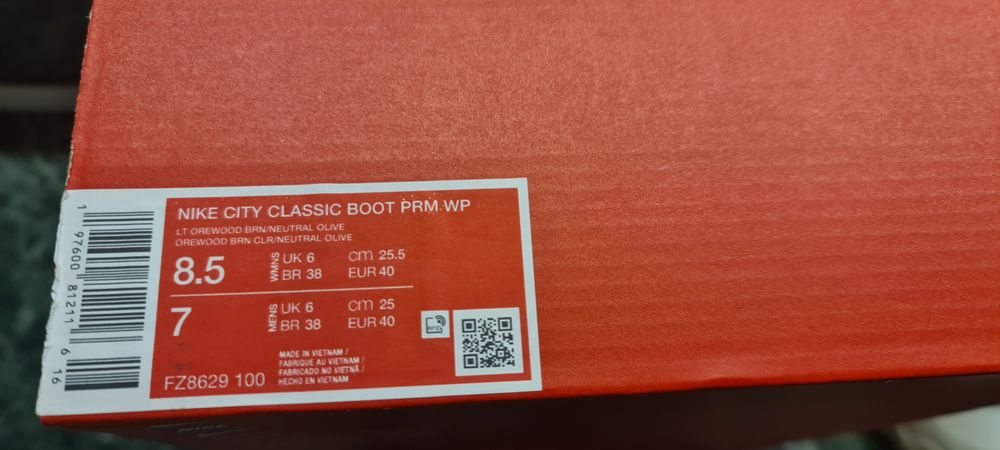 NIKE CITY CLASSIC BOOT PRM WP
LT OREWOOD BRN/NEUTRAL OLIVE
OREWOOD BRN CLR/NEUTRAL OLIVE
8.5 WMNS UK 6 cm 25.5
BR 38 EUR 40
7 MENS UK 6 cm 25
BR 38 EUR 40
MADE IN VIETNAM /
FABRIQUE AU VIETNAM /
FABRICADO NO VIETNÃ /
HECHO EN VIETNAM
FZ8629 100
1 97600 81211 6 16